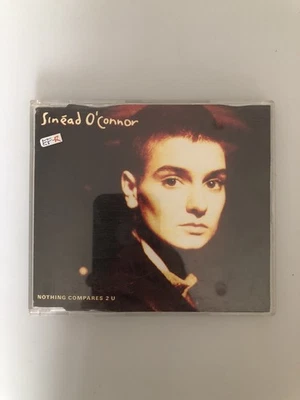 Sinéad O'Connor
NOTHING COMPARES 2 U